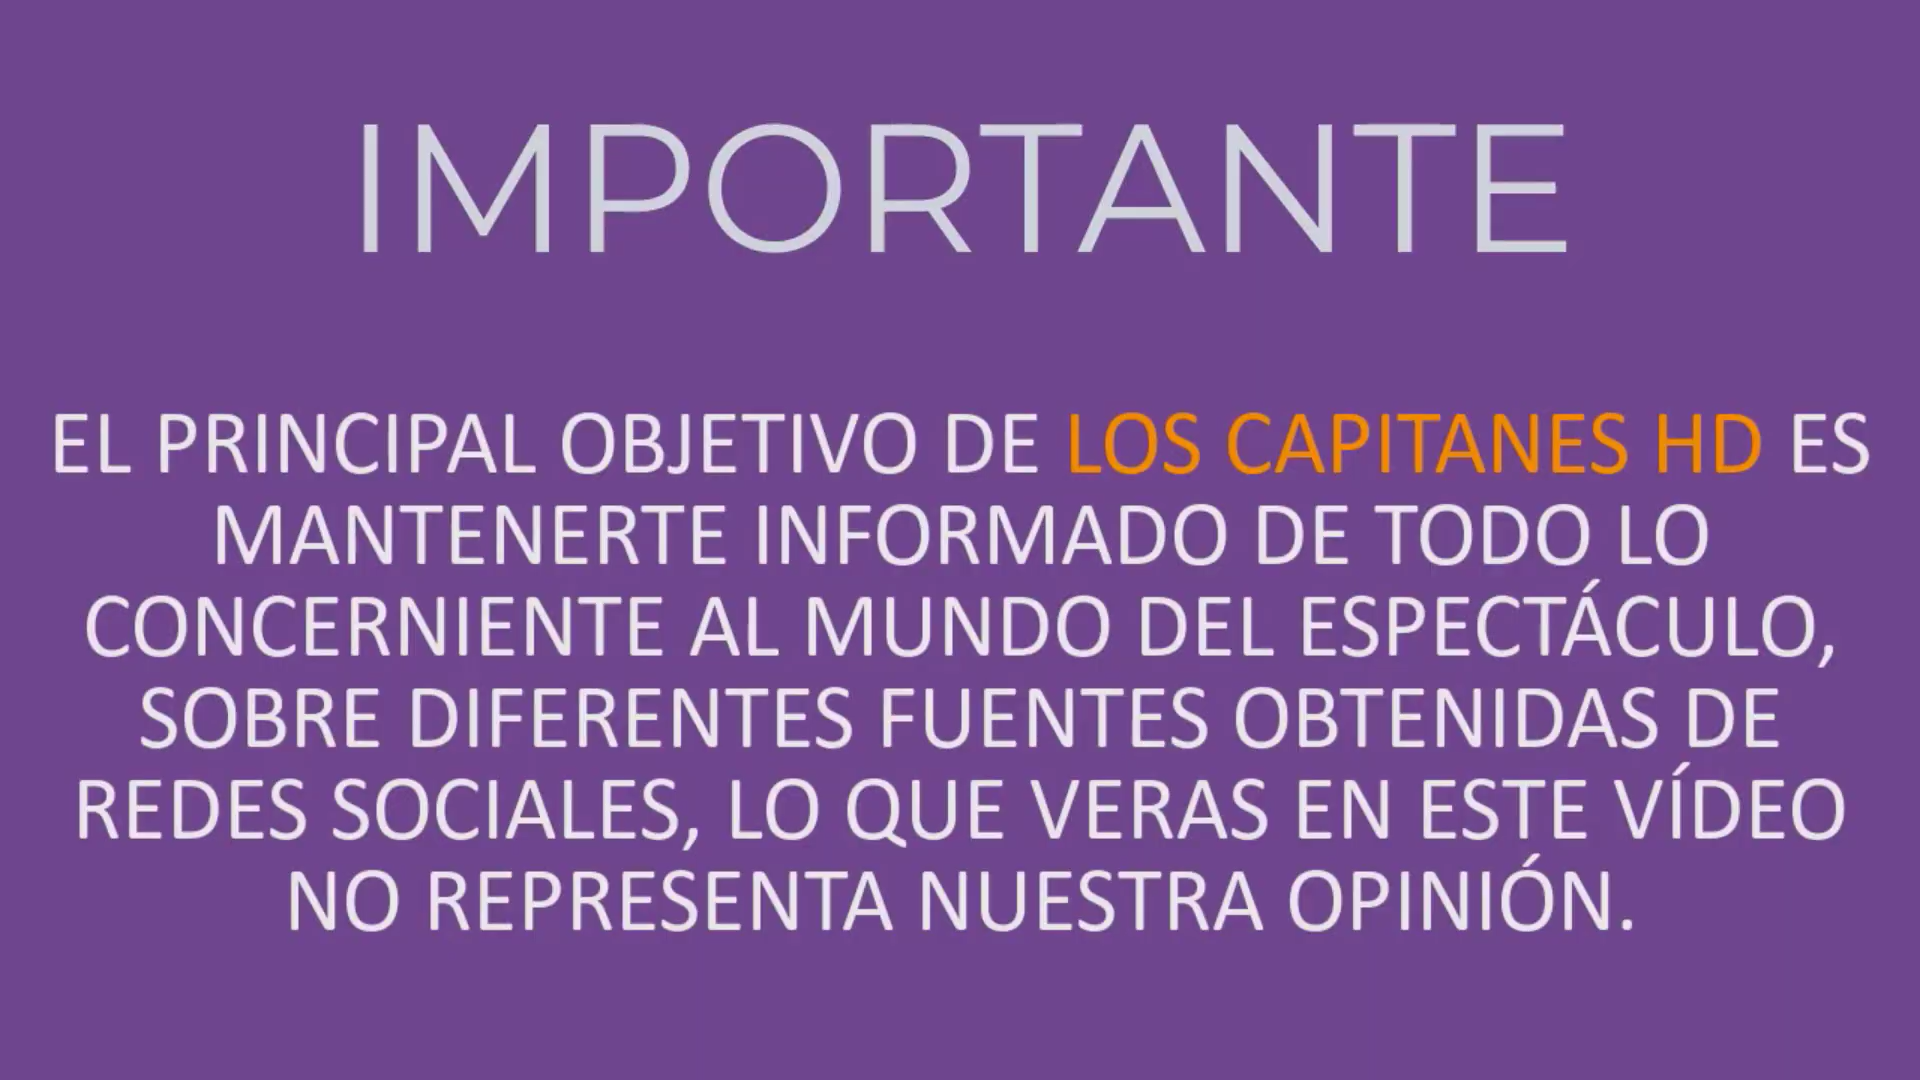 IMPORTANTE
EL PRINCIPAL OBJETIVO DE LOS CAPITANES HD ES
MANTENERTE INFORMADO DE TODO LO
CONCERNIENTE AL MUNDO DEL ESPECTÁCULO,
SOBRE DIFERENTES FUENTES OBTENIDAS DE
REDES SOCIALES, LO QUE VERAS EN ESTE VÍDEO
NO REPRESENTA NUESTRA OPINIÓN.